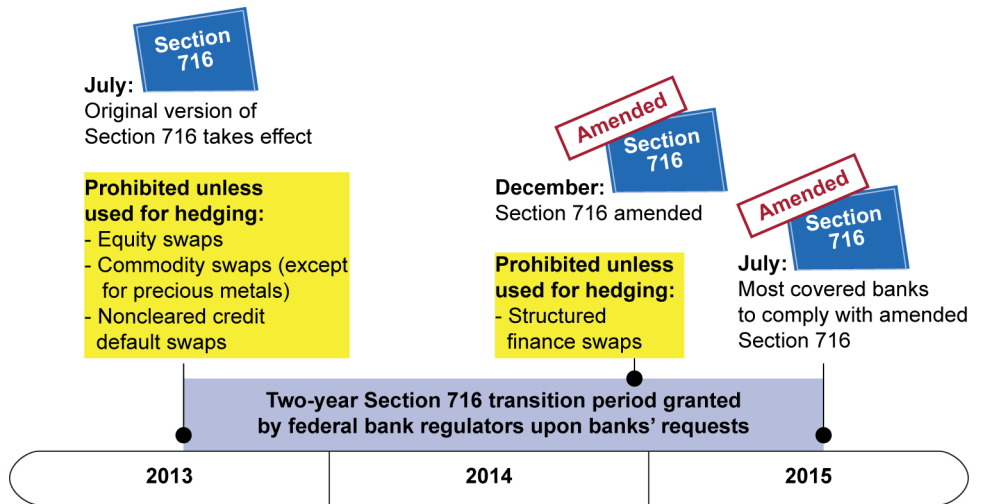 Section
716
July:
Original version of
Section 716 takes effect
Prohibited unless
used for hedging:
- Equity swaps
- Commodity swaps (except
for precious metals)
- Noncleared credit
default swaps
Amended
Section
716
December:
Section 716 amended
Prohibited unless
used for hedging:
- Structured
finance swaps
Amended
Section
716
July:
Most covered banks
to comply with amended
Section 716
Two-year Section 716 transition period granted
by federal bank regulators upon banks’ requests
2013
2014
2015